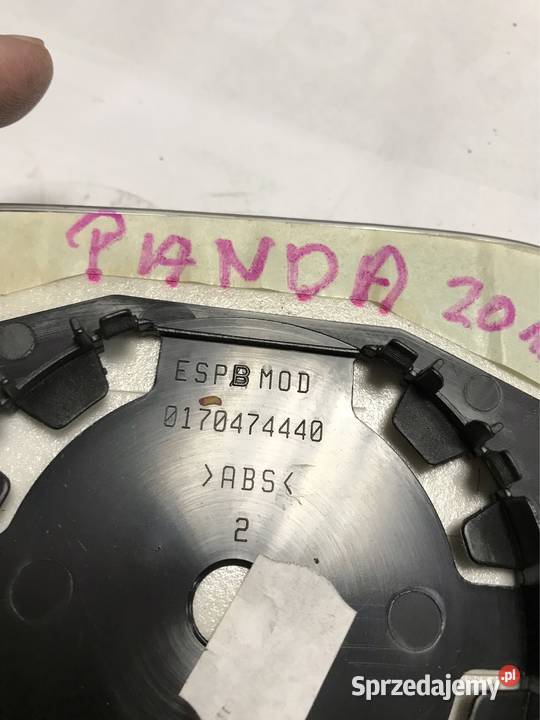 PANDA 20
ESPB MOD
0170474440
>ABS<
2
Sprzedajemy.pl